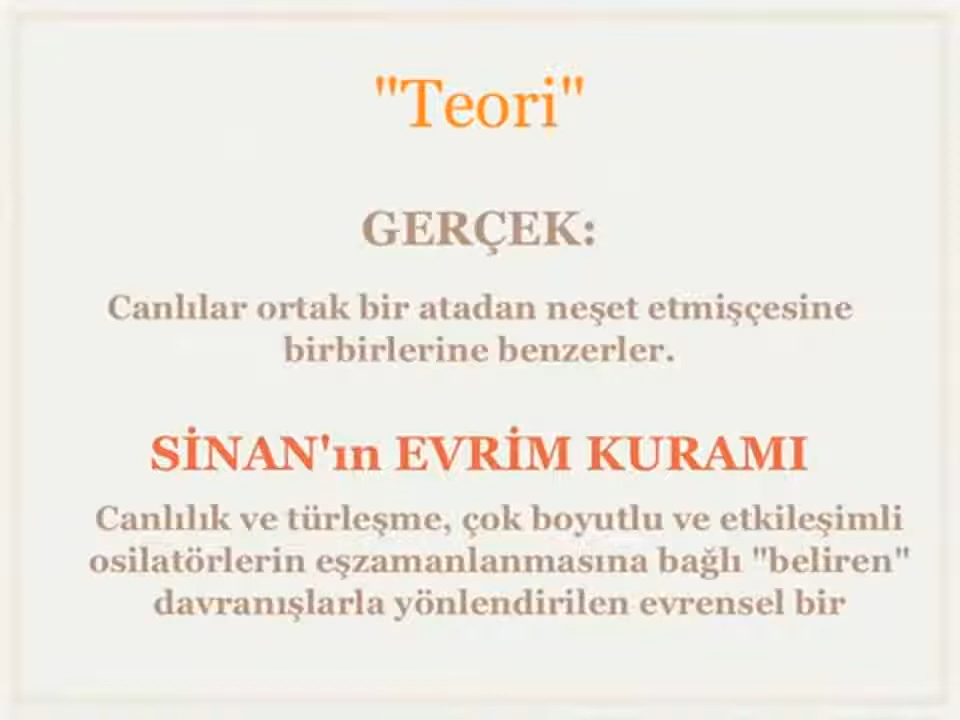 "Teori"
GERÇEK:
Canlılar ortak bir atadan neşet etmişçesine
birbirlerine benzerler.
SİNAN'ın EVRİM KURAMI
Canlılık ve türleşme, çok boyutlu ve etkileşimli
osilatörlerin eşzamanlanmasına bağlı "beliren"
davranışlarla yönlendirilen evrensel bir